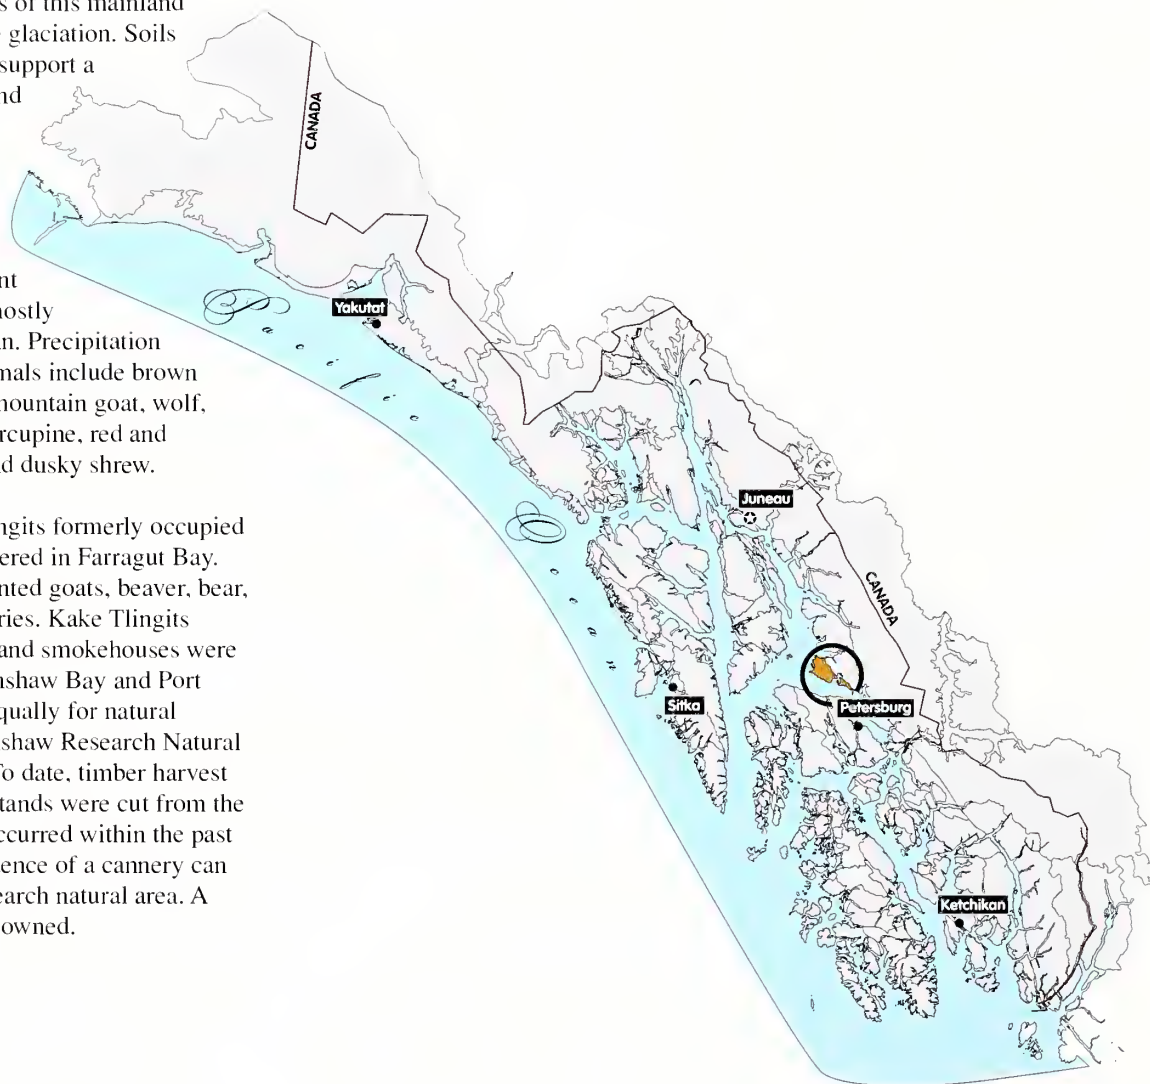 s of this mainland
glaciation. Soils
support a
nd
nt
nostly
n. Precipitation
mals include brown
nountain goat, wolf,
rcupine, red and
d dusky shrew.
ngits formerly occupied
ered in Farragut Bay.
nted goats, beaver, bear,
ries. Kake Tlingits
and smokehouses were
nshaw Bay and Port
qually for natural
shaw Research Natural
To date, timber harvest
tands were cut from the
ccurred within the past
ence of a cannery can
earch natural area. A
owned.
CANADA
Yakutat
Pacific
Juneau
Ocean
CANADA
Sitka
Petersburg
Ketchikan